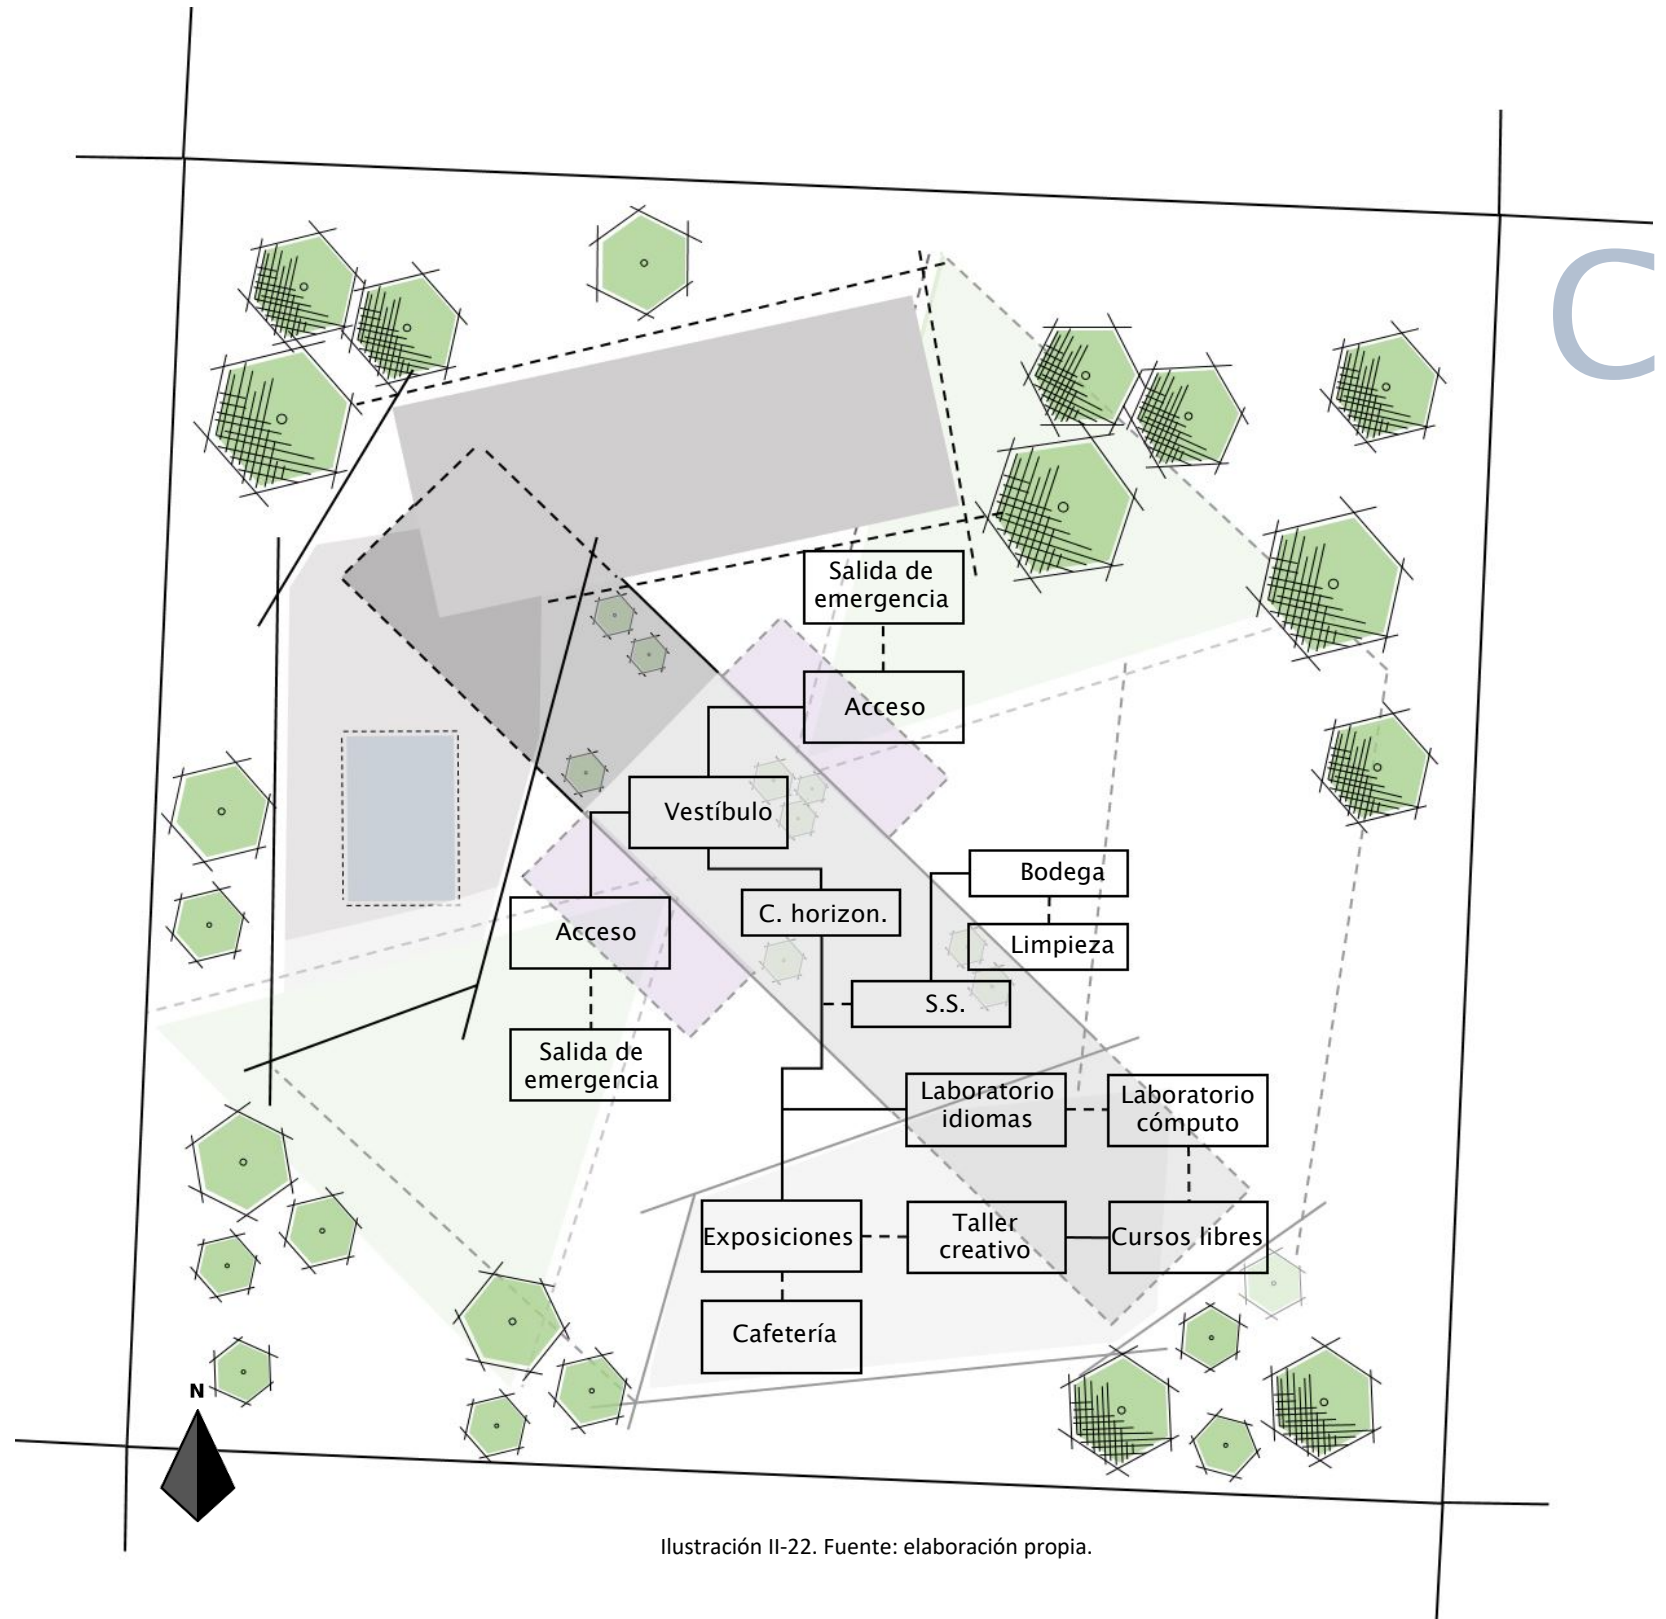 C
Salida de
emergencia
Acceso
Vestíbulo
Bodega
C. horizon.
Acceso
Limpieza
S.S.
Salida de
emergencia
Laboratorio
idiomas
Laboratorio
cómputo
Exposiciones
Taller
creativo
Cursos libres
Cafetería
N
Ilustración II-22. Fuente: elaboración propia.